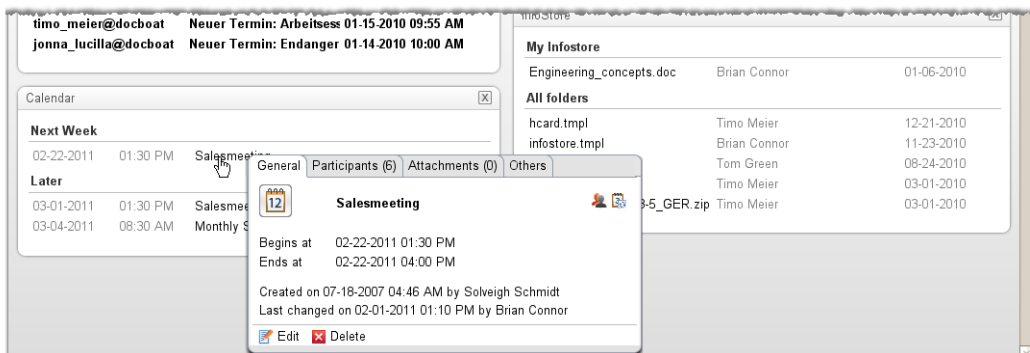 timo_meier@docboat Neuer Termin: Arbeitsess 01-15-2010 09:55 AM
jonna_lucilla@docboat Neuer Termin: Endanger 01-14-2010 10:00 AM
Calendar
Next Week
02-22-2011 01:30 PM Salesmeeting
Later
03-01-2011 01:30 PM Salesmee
03-04-2011 08:30 AM Monthly S
General Participants (6) Attachments (0) Others
12 Salesmeeting
Begins at 02-22-2011 01:30 PM
Ends at 02-22-2011 04:00 PM
Created on 07-18-2007 04:46 AM by Solveigh Schmidt
Last changed on 02-01-2011 01:10 PM by Brian Connor
Edit Delete
InfoStore
My Infostore
Engineering_concepts.doc Brian Connor 01-06-2010
All folders
hcard.tmpl Timo Meier 12-21-2010
infostore.tmpl Brian Connor 11-23-2010
Tom Green 08-24-2010
Timo Meier 03-01-2010
3-5_GER.zip Timo Meier 03-01-2010